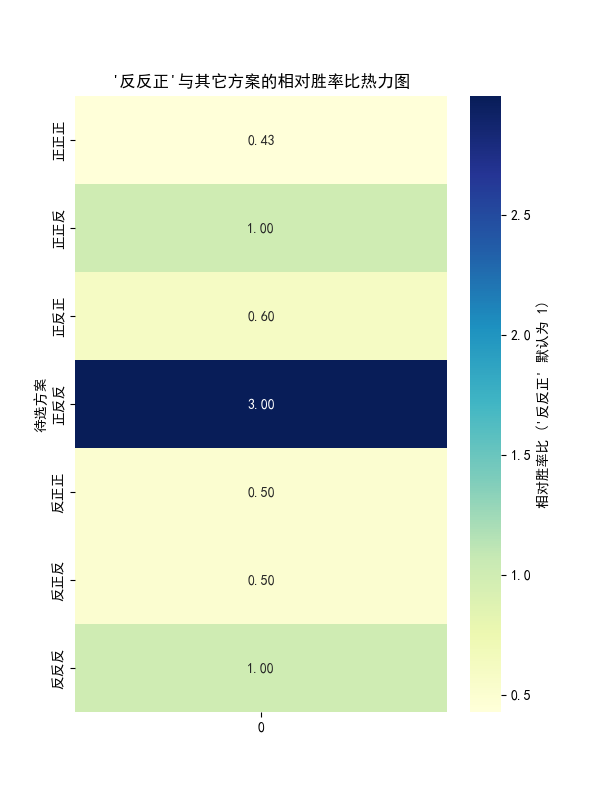 '反反正'与其它方案的相对胜率比热力图
待选方案
正正正
0.43
正正反
1.00
正反正
0.60
正反反
3.00
反正正
0.50
反正反
0.50
反反反
1.00
0
2.5
2.0
1.5
1.0
0.5
相对胜率比 ('反反正' 默认为 1)